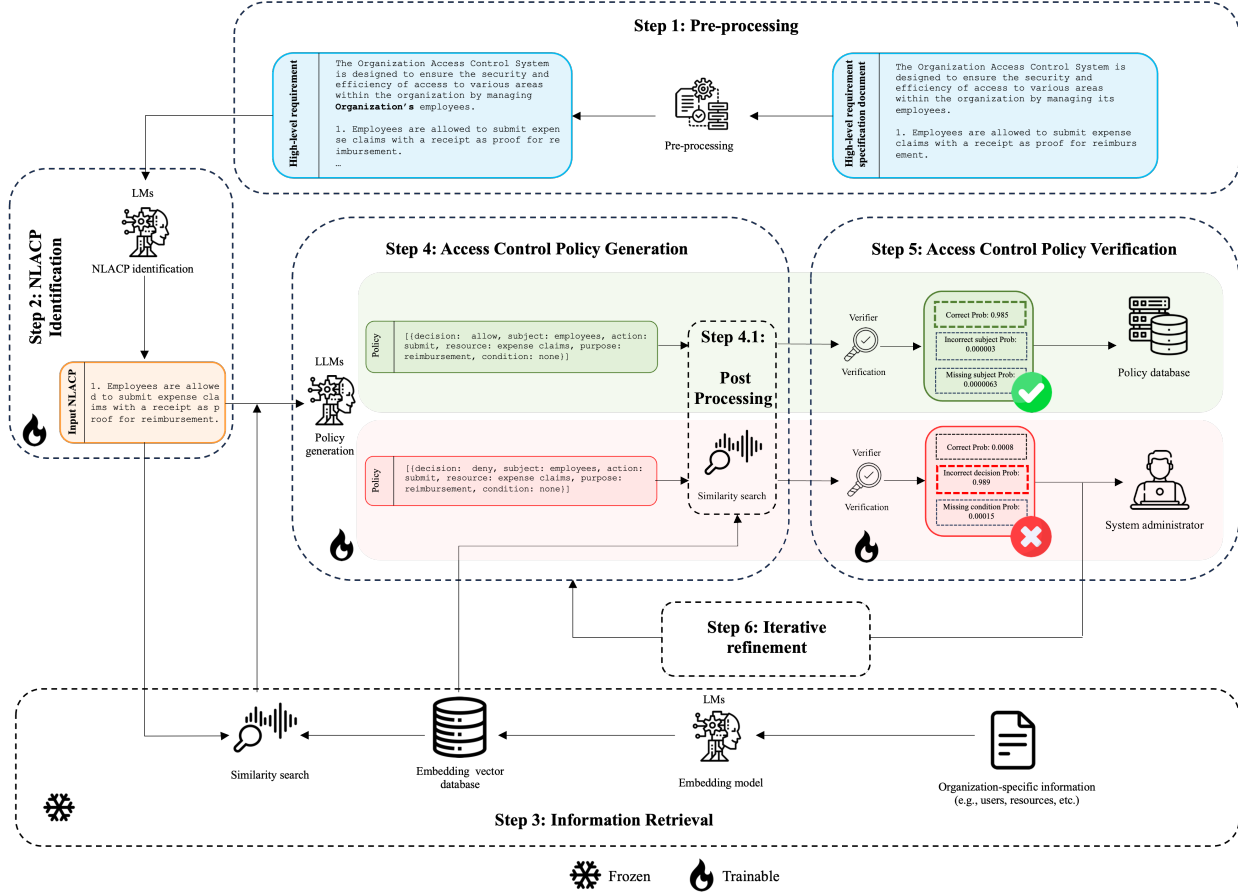 Step 1: Pre-processing
High-level requirement
The Organization Access Control System
is designed to ensure the security and
efficiency of access to various areas
within the organization by managing
Organization's employees.
1. Employees are allowed to submit expen
se claims with a receipt as proof for re
imbursement.
…
Pre-processing
High-level requirement
specification document
The Organization Access Control System is
designed to ensure the security and
efficiency of access to various areas
within the organization by managing its
employees.
1. Employees are allowed to submit expense
claims with a receipt as proof for reimburs
ement.
Step 2: NLACP
Identification
LMs
NLACP identification
Input NLACP
1. Employees are allowe
d to submit expense cla
ims with a receipt as p
roof for reimbursement.
Step 4: Access Control Policy Generation
LLMs
Policy
generation
Policy
[{decision: allow, subject: employees, action:
submit, resource: expense claims, purpose:
reimbursement, condition: none}]
Policy
[{decision: deny, subject: employees, action:
submit, resource: expense claims, purpose:
reimbursement, condition: none}]
Step 4.1:
Post
Processing
Similarity search
Step 5: Access Control Policy Verification
Verifier
Verification
Correct Prob: 0.985
Incorrect subject Prob:
0.000003
Missing subject Prob:
0.0000063
Policy database
Verifier
Verification
Correct Prob: 0.0008
Incorrect decision Prob:
0.989
Missing condition Prob:
0.00015
System administrator
Step 6: Iterative
refinement
Similarity search
Embedding vector
database
LMs
Embedding model
Organization-specific information
(e.g., users, resources, etc.)
Step 3: Information Retrieval
Frozen
Trainable